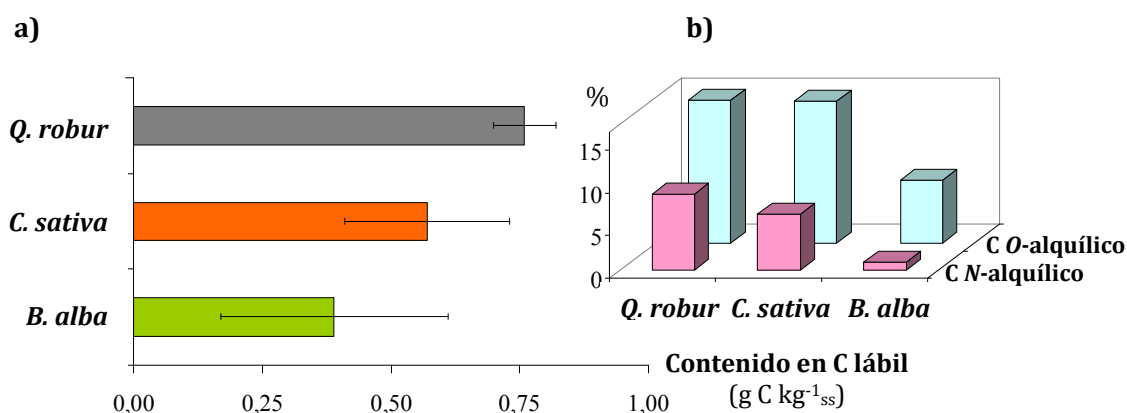 a)
Q. robur
C. sativa
B. alba
0,00 0,25 0,50 0,75 1,00
Contenido en C lábil
(g C kg-1ss)
b)
%
15
10
5
0
Q. robur C. sativa B. alba
C O-alquílico
C N-alquílico